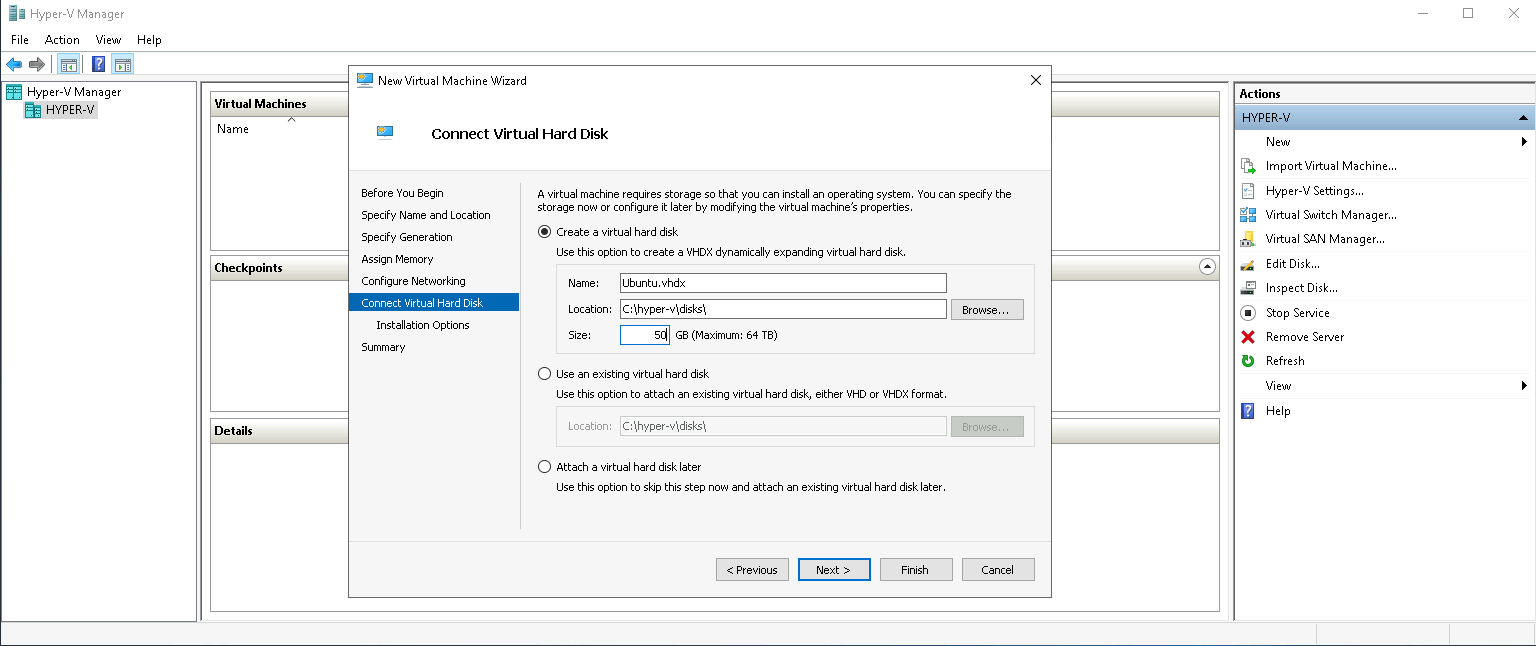 Hyper-V Manager
File Action View Help
Hyper-V Manager
HYPER-V
Virtual Machines
Name
Checkpoints
Details
New Virtual Machine Wizard
Connect Virtual Hard Disk
Before You Begin
Specify Name and Location
Specify Generation
Assign Memory
Configure Networking
Connect Virtual Hard Disk
Installation Options
Summary
A virtual machine requires storage so that you can install an operating system. You can specify the
storage now or configure it later by modifying the virtual machine's properties.
Create a virtual hard disk
Use this option to create a VHDX dynamically expanding virtual hard disk.
Name: Ubuntu.vhdx
Location: C:\hyper-v\disks\ Browse...
Size: 50 GB (Maximum: 64 TB)
Use an existing virtual hard disk
Use this option to attach an existing virtual hard disk, either VHD or VHDX format.
Location: C:\hyper-v\disks\ Browse...
Attach a virtual hard disk later
Use this option to skip this step now and attach an existing virtual hard disk later.
< Previous Next > Finish Cancel
Actions
HYPER-V
New
Import Virtual Machine...
Hyper-V Settings...
Virtual Switch Manager...
Virtual SAN Manager...
Edit Disk...
Inspect Disk...
Stop Service
Remove Server
Refresh
View
Help